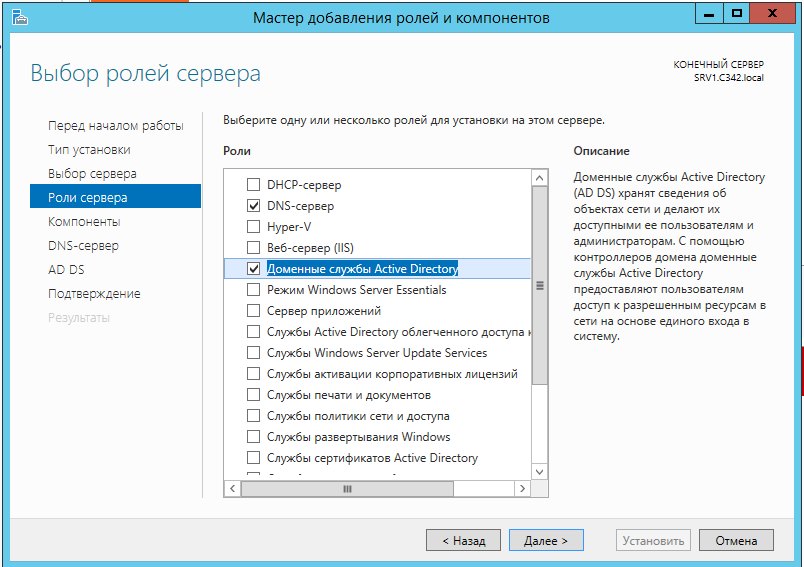 Мастер добавления ролей и компонентов
Выбор ролей сервера
КОНЕЧНЫЙ СЕРВЕР
SRV1.C342.local
Перед началом работы
Тип установки
Выбор сервера
Роли сервера
Компоненты
DNS-сервер
AD DS
Подтверждение
Результаты
Выберите одну или несколько ролей для установки на этом сервере.
Роли
DHCP-сервер
DNS-сервер
Hyper-V
Веб-сервер (IIS)
Доменные службы Active Directory
Режим Windows Server Essentials
Сервер приложений
Службы Active Directory облегченного доступа
Службы Windows Server Update Services
Службы активации корпоративных лицензий
Службы печати и документов
Службы политики сети и доступа
Службы развертывания Windows
Службы сертификатов Active Directory
Описание
Доменные службы Active Directory
(AD DS) хранят сведения об
объектах сети и делают их
доступными ее пользователям и
администраторам. С помощью
контроллеров домена доменные
службы Active Directory
предоставляют пользователям
доступ к разрешенным ресурсам в
сети на основе единого входа в
систему.
< Назад
Далее >
Установить
Отмена